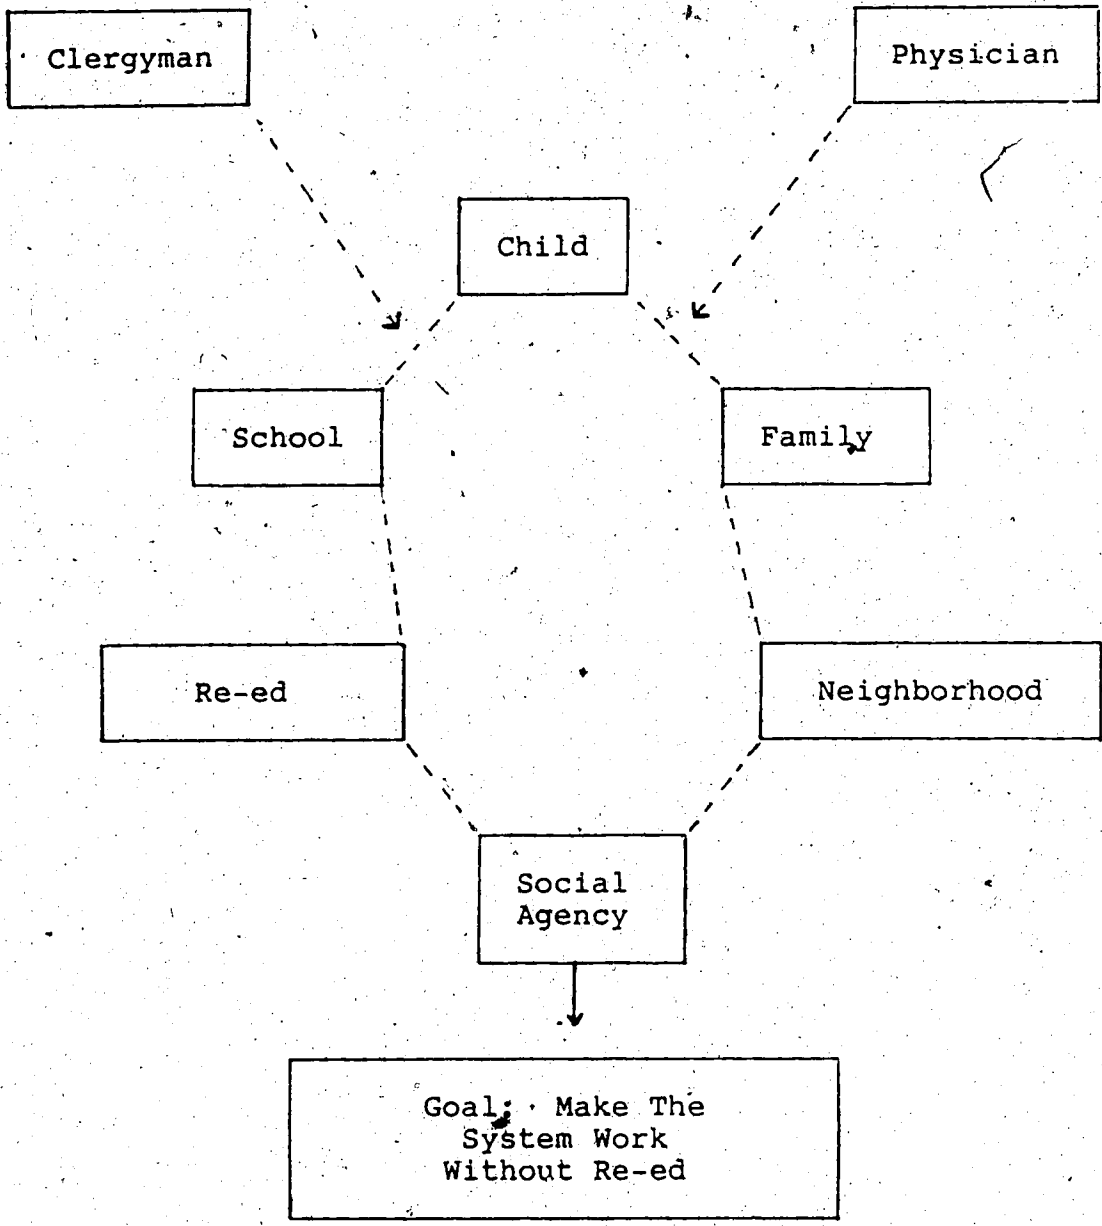 Clergyman
Physician
Child
School
Family
Re-ed
Neighborhood
Social
Agency
Goal: Make The
System Work
Without Re-ed